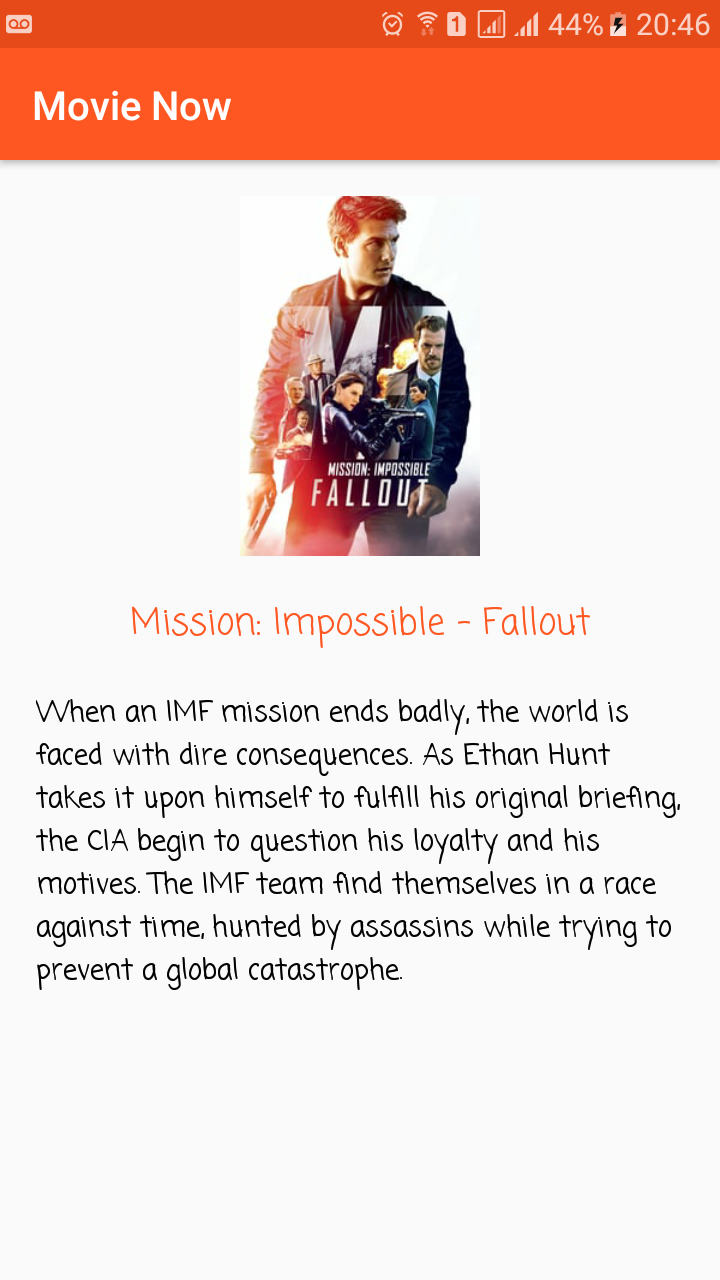 1 44% 20:46
Movie Now
MISSION: IMPOSSIBLE
FALLOUT
Mission: Impossible - Fallout
When an IMF mission ends badly, the world is
faced with dire consequences. As Ethan Hunt
takes it upon himself to fulfill his original briefing,
the CIA begin to question his loyalty and his
motives. The IMF team find themselves in a race
against time, hunted by assassins while trying to
prevent a global catastrophe.